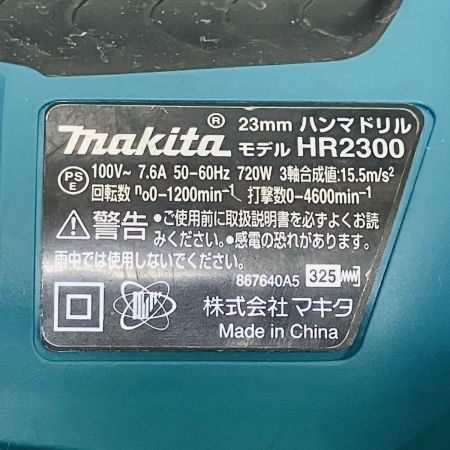 makita® 23mm ハンマドリル
モデル HR2300
PS E 100V~ 7.6A 50-60Hz 720W 3軸合成値:15.5m/s²
回転数 n₀0-1200min⁻¹ 打撃数0-4600min⁻¹
警告 •ご使用前に取扱説明書を必ずよくお読
みください。•感電の恐れがあります。
雨中では使用しないでください。
867640A5 325
株式会社マキタ
Made in China